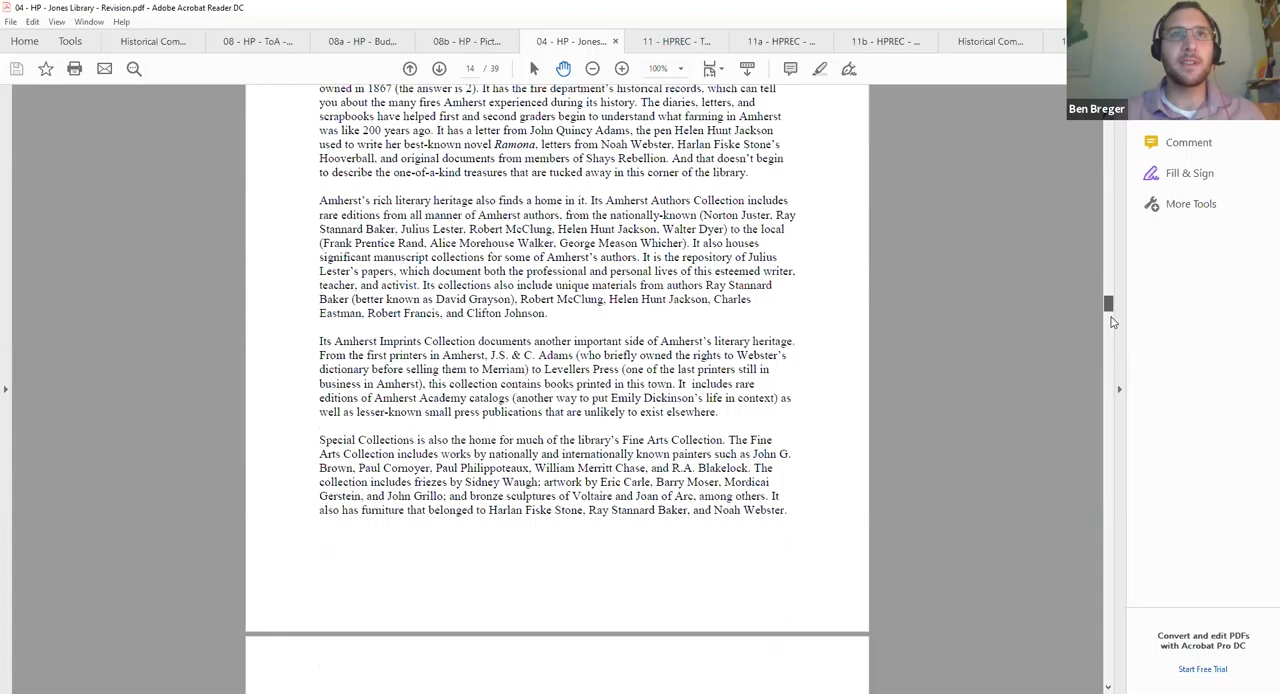 04 - HP - Jones Library - Revision.pdf - Adobe Acrobat Reader DC
File Edit View Window Help
Home Tools Historical Com... 08 - HP - ToA -... 08a - HP - Bud... 08b - HP - Pict... 04 - HP - Jones... × 11 - HPREC - T... 11a - HPREC - ... 11b - HPREC - ... Historical Com...
14 / 39 100%
Ben Breger
Comment
Fill & Sign
More Tools
owned in 1867 (the answer is 2). It has the fire department's historical records, which can tell
you about the many fires Amherst experienced during its history. The diaries, letters, and
scrapbooks have helped first and second graders begin to understand what farming in Amherst
was like 200 years ago. It has a letter from John Quincy Adams, the pen Helen Hunt Jackson
used to write her best-known novel Ramona, letters from Noah Webster, Harlan Fiske Stone's
Hooverball, and original documents from members of Shays Rebellion. And that doesn't begin
to describe the one-of-a-kind treasures that are tucked away in this corner of the library.
Amherst's rich literary heritage also finds a home in it. Its Amherst Authors Collection includes
rare editions from all manner of Amherst authors, from the nationally-known (Norton Juster, Ray
Stannard Baker, Julius Lester, Robert McClung, Helen Hunt Jackson, Walter Dyer) to the local
(Frank Prentice Rand, Alice Morehouse Walker, George Meason Whicher). It also houses
significant manuscript collections for some of Amherst's authors. It is the repository of Julius
Lester's papers, which document both the professional and personal lives of this esteemed writer,
teacher, and activist. Its collections also include unique materials from authors Ray Stannard
Baker (better known as David Grayson), Robert McClung, Helen Hunt Jackson, Charles
Eastman, Robert Francis, and Clifton Johnson.
Its Amherst Imprints Collection documents another important side of Amherst's literary heritage.
From the first printers in Amherst, J.S. & C. Adams (who briefly owned the rights to Webster's
dictionary before selling them to Merriam) to Levellers Press (one of the last printers still in
business in Amherst), this collection contains books printed in this town. It includes rare
editions of Amherst Academy catalogs (another way to put Emily Dickinson's life in context) as
well as lesser-known small press publications that are unlikely to exist elsewhere.
Special Collections is also the home for much of the library's Fine Arts Collection. The Fine
Arts Collection includes works by nationally and internationally known painters such as John G.
Brown, Paul Cornoyer, Paul Philippoteaux, William Merritt Chase, and R.A. Blakelock. The
collection includes friezes by Sidney Waugh; artwork by Eric Carle, Barry Moser, Mordicai
Gerstein, and John Grillo; and bronze sculptures of Voltaire and Joan of Arc, among others. It
also has furniture that belonged to Harlan Fiske Stone, Ray Stannard Baker, and Noah Webster.
Convert and edit PDFs
with Acrobat Pro DC
Start Free Trial